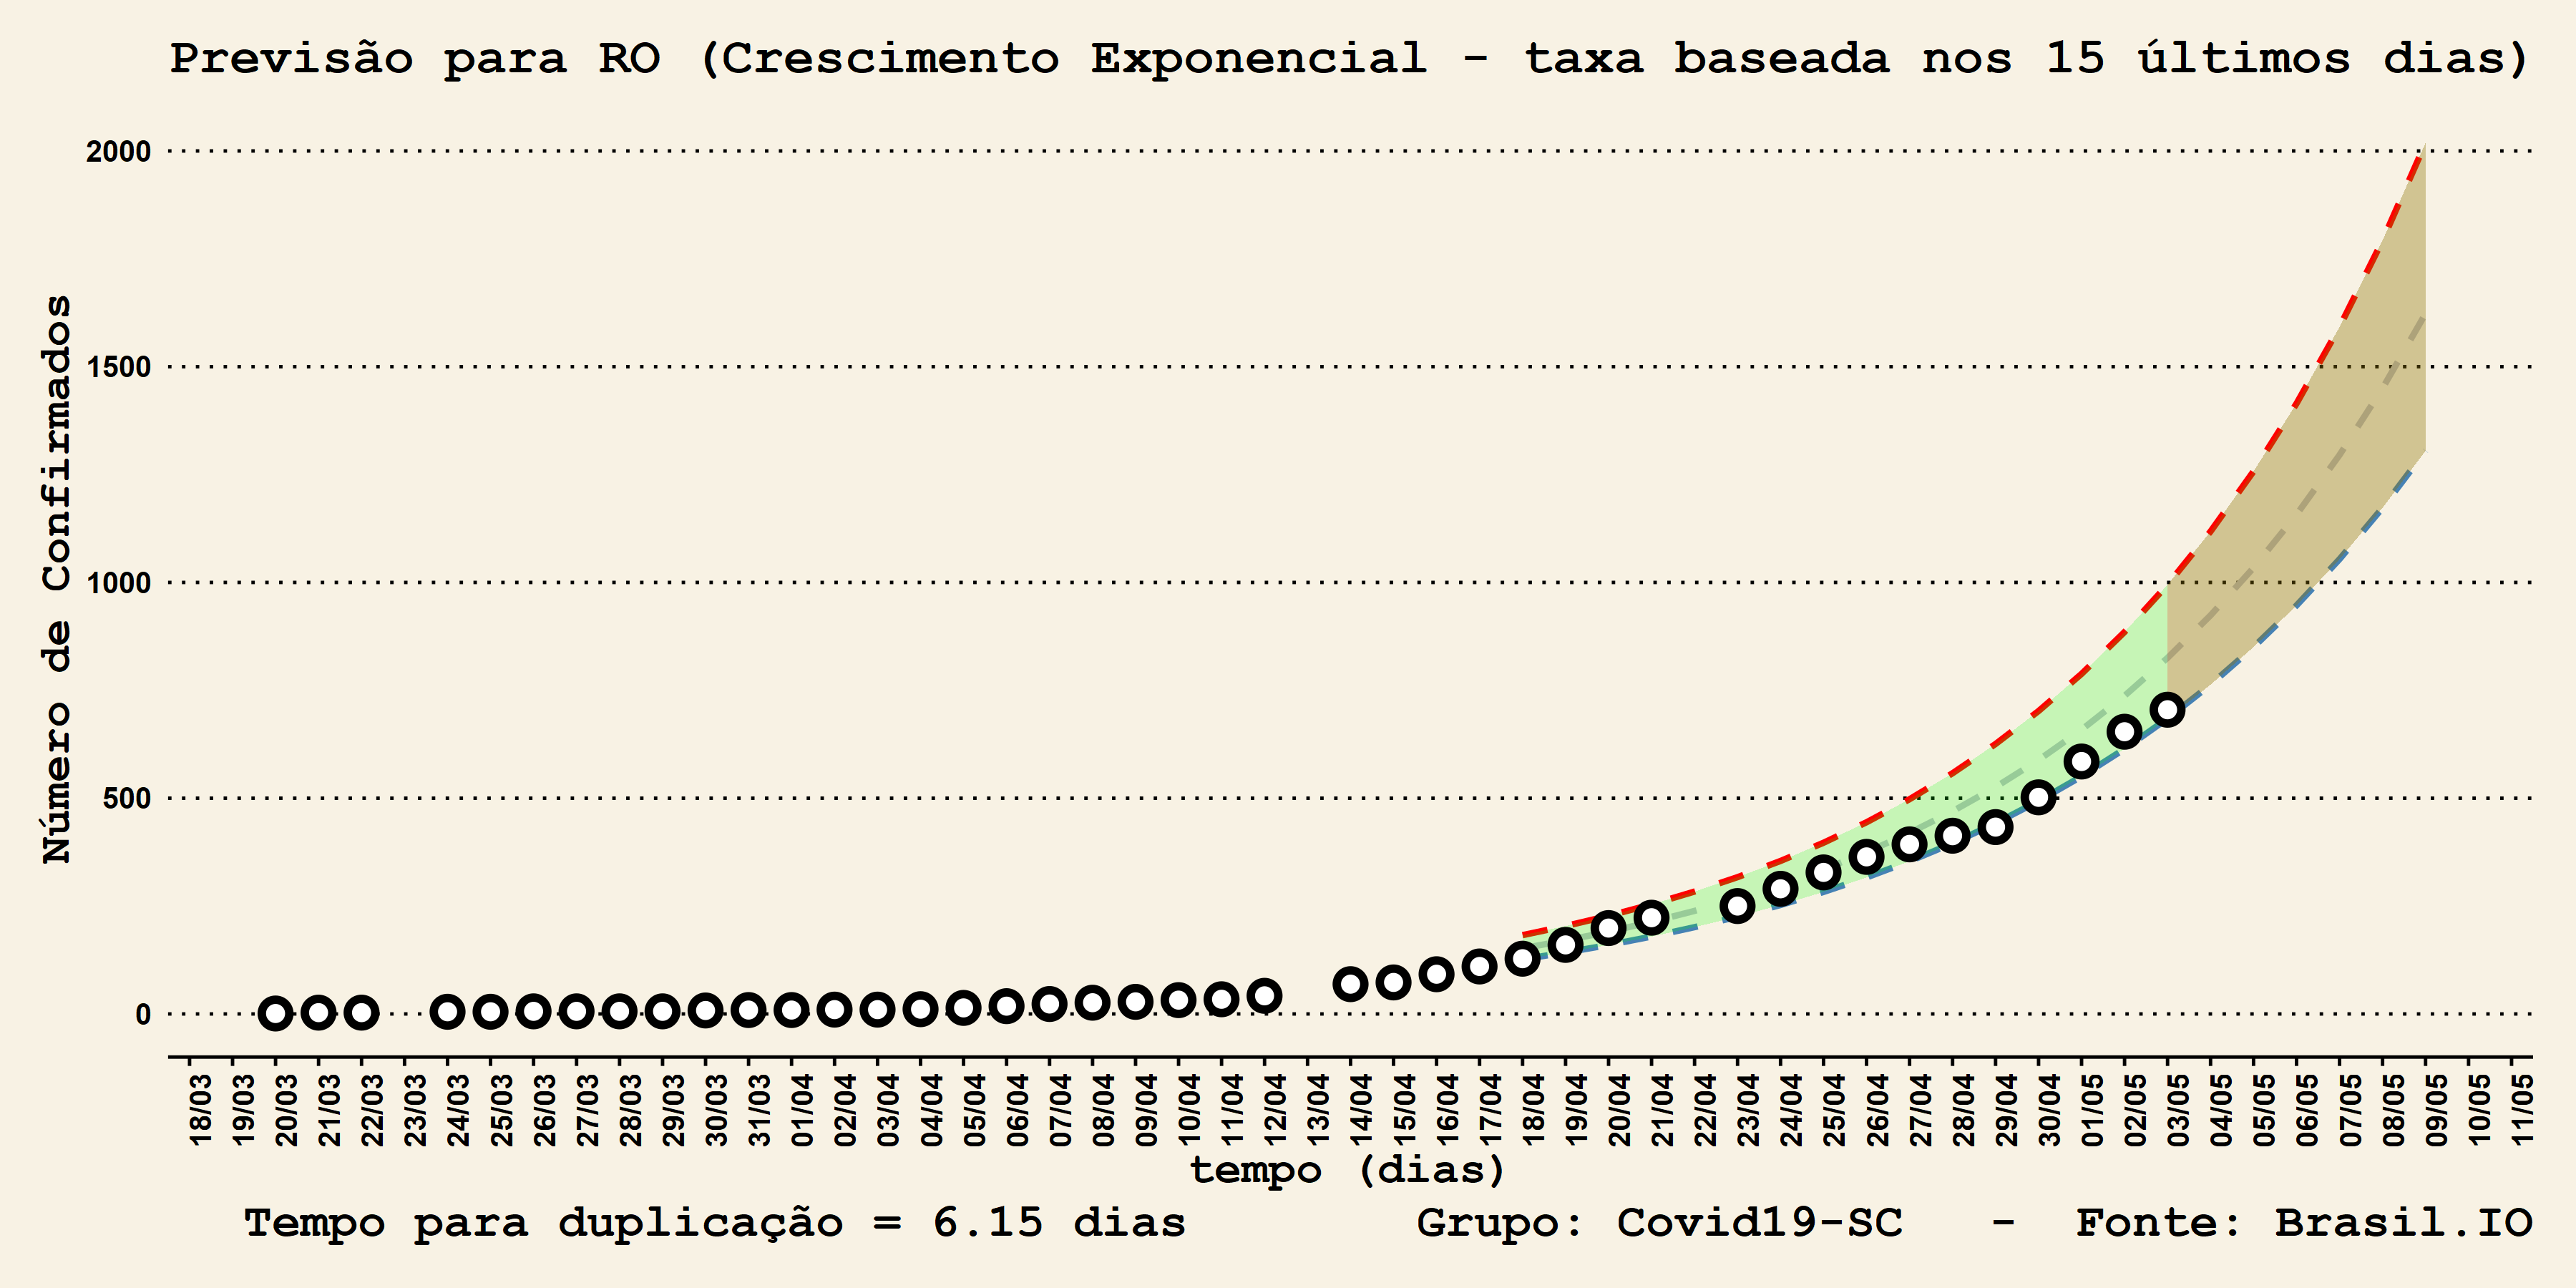 Previsão para RO (Crescimento Exponencial - taxa baseada nos 15 últimos dias)
Número de Confirmados
2000
1500
1000
500
0
18/03 19/03 20/03 21/03 22/03 23/03 24/03 25/03 26/03 27/03 28/03 29/03 30/03 31/03 01/04 02/04 03/04 04/04 05/04 06/04 07/04 08/04 09/04 10/04 11/04 12/04 13/04 14/04 15/04 16/04 17/04 18/04 19/04 20/04 21/04 22/04 23/04 24/04 25/04 26/04 27/04 28/04 29/04 30/04 01/05 02/05 03/05 04/05 05/05 06/05 07/05 08/05 09/05 10/05 11/05
tempo (dias)
Tempo para duplicação = 6.15 dias Grupo: Covid19-SC - Fonte: Brasil.IO